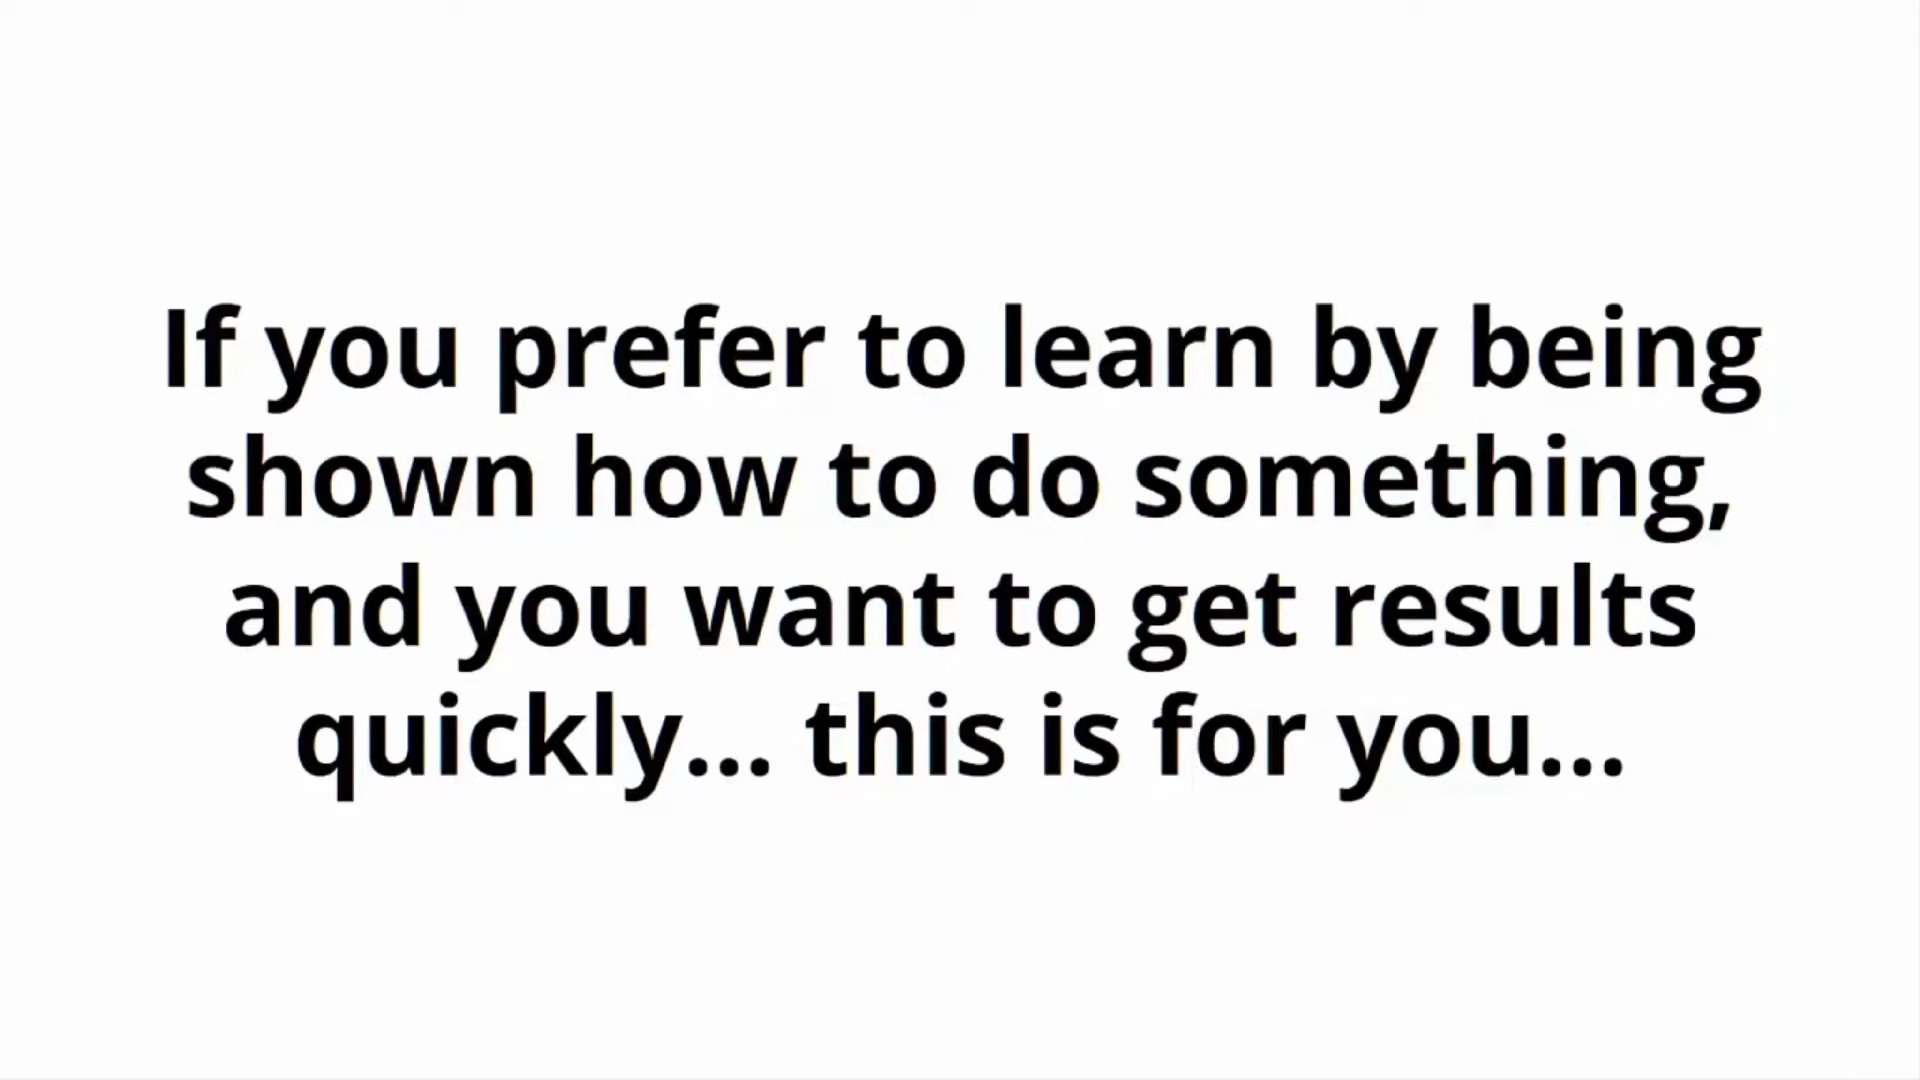 If you prefer to learn by being
shown how to do something,
and you want to get results
quickly... this is for you...